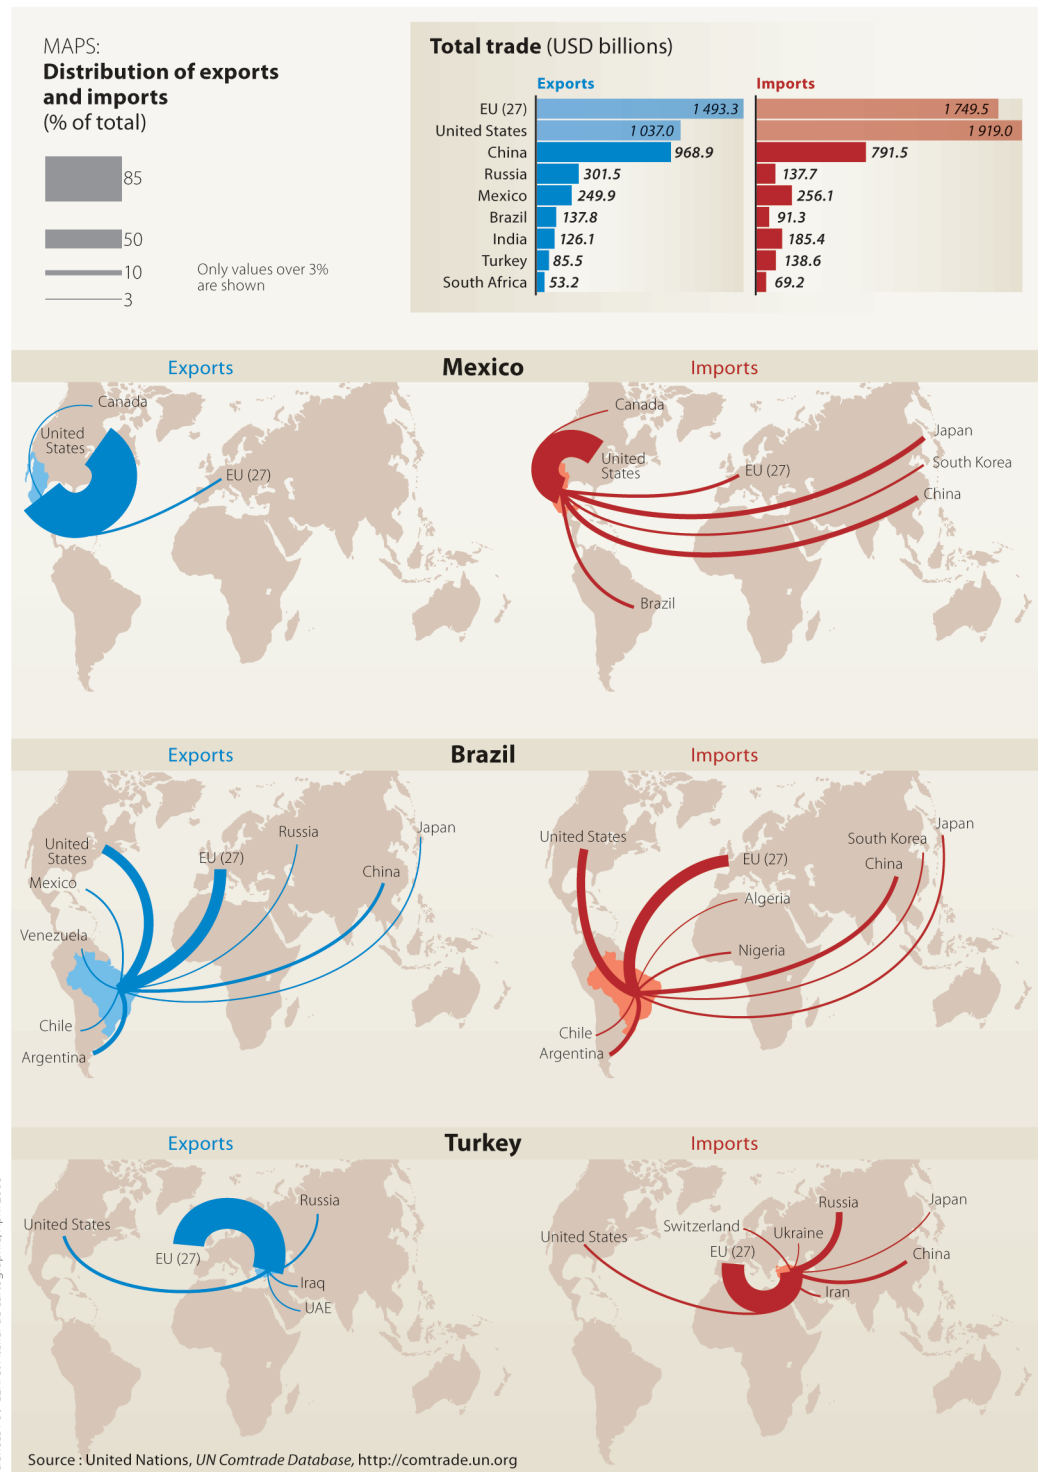 MAPS:
Distribution of exports
and imports
(% of total)
85
50
10
3
Only values over 3%
are shown
Total trade (USD billions)
Exports
Imports
EU (27) 1 493.3 1 749.5
United States 1 037.0 1 919.0
China 968.9 791.5
Russia 301.5 137.7
Mexico 249.9 256.1
Brazil 137.8 91.3
India 126.1 185.4
Turkey 85.5 138.6
South Africa 53.2 69.2
Exports
Mexico
Imports
Canada
United
States
EU (27)
Canada
United
States
EU (27)
Japan
South Korea
China
Brazil
Exports
Brazil
Imports
United
States
Mexico
Venezuela
Chile
Argentina
EU (27)
Russia
China
Japan
United States
EU (27)
Algeria
Nigeria
South Korea
China
Japan
Chile
Argentina
Exports
Turkey
Imports
United States
EU (27)
Russia
Iraq
UAE
United States
Switzerland
EU (27)
Ukraine
Russia
Japan
China
Iran
Source : United Nations, UN Comtrade Database, http://comtrade.un.org